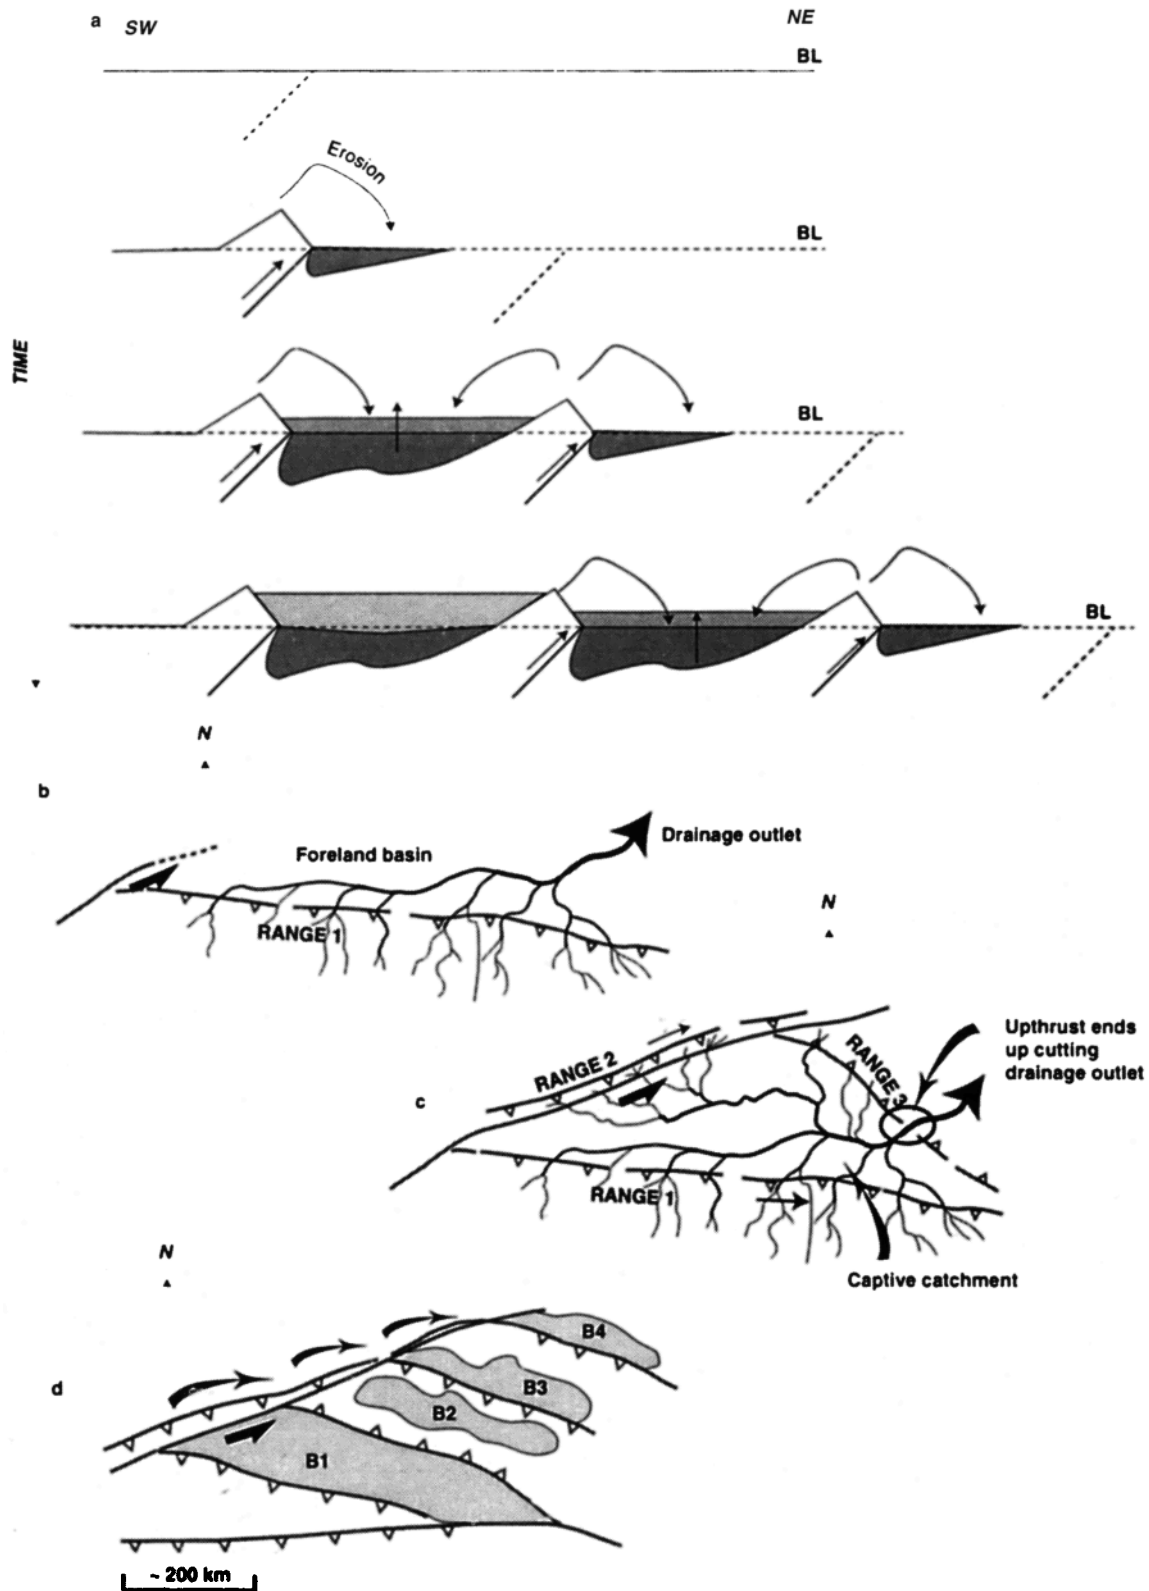 a SW NE
BL
Erosion
BL
TIME
BL
BL
N
b
Foreland basin
Drainage outlet
RANGE 1
N
c
RANGE 2
RANGE 3
Upthrust ends
up cutting
drainage outlet
RANGE 1
Captive catchment
N
d
B4
B3
B2
B1
~ 200 km